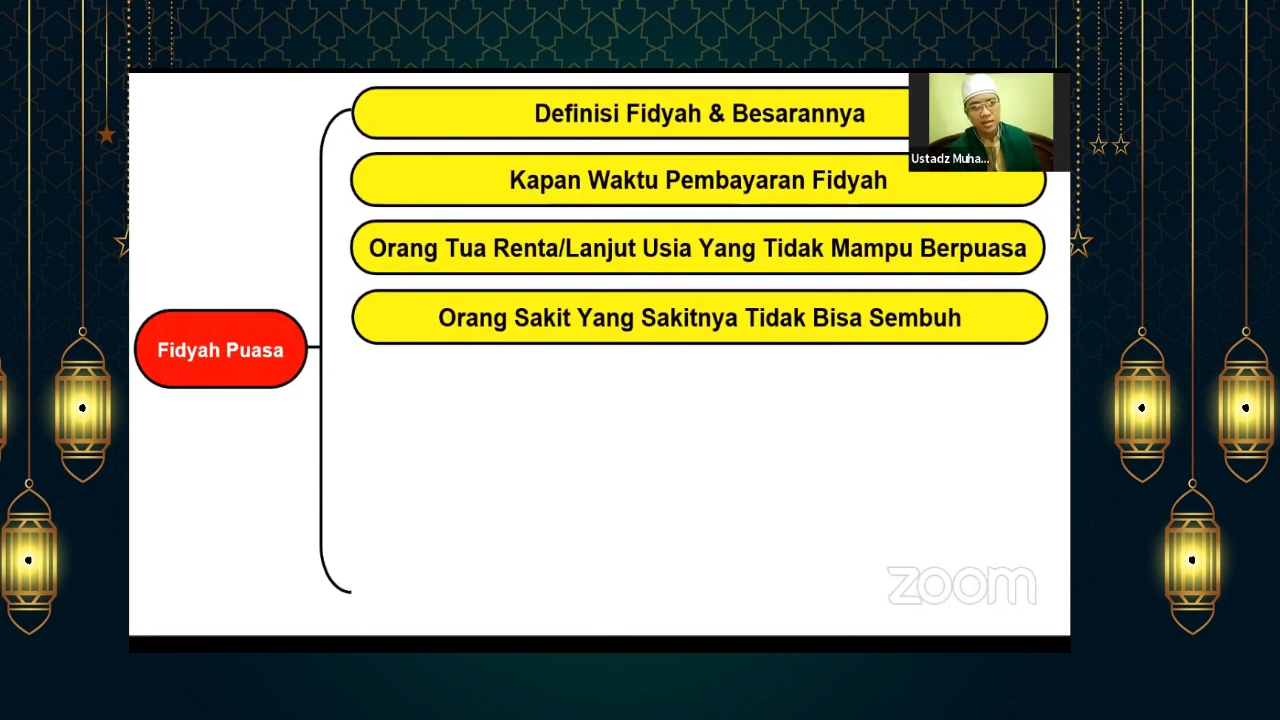 Definisi Fidyah & Besarannya
Ustadz Muha...
Kapan Waktu Pembayaran Fidyah
Orang Tua Renta/Lanjut Usia Yang Tidak Mampu Berpuasa
Orang Sakit Yang Sakitnya Tidak Bisa Sembuh
Fidyah Puasa
zoom